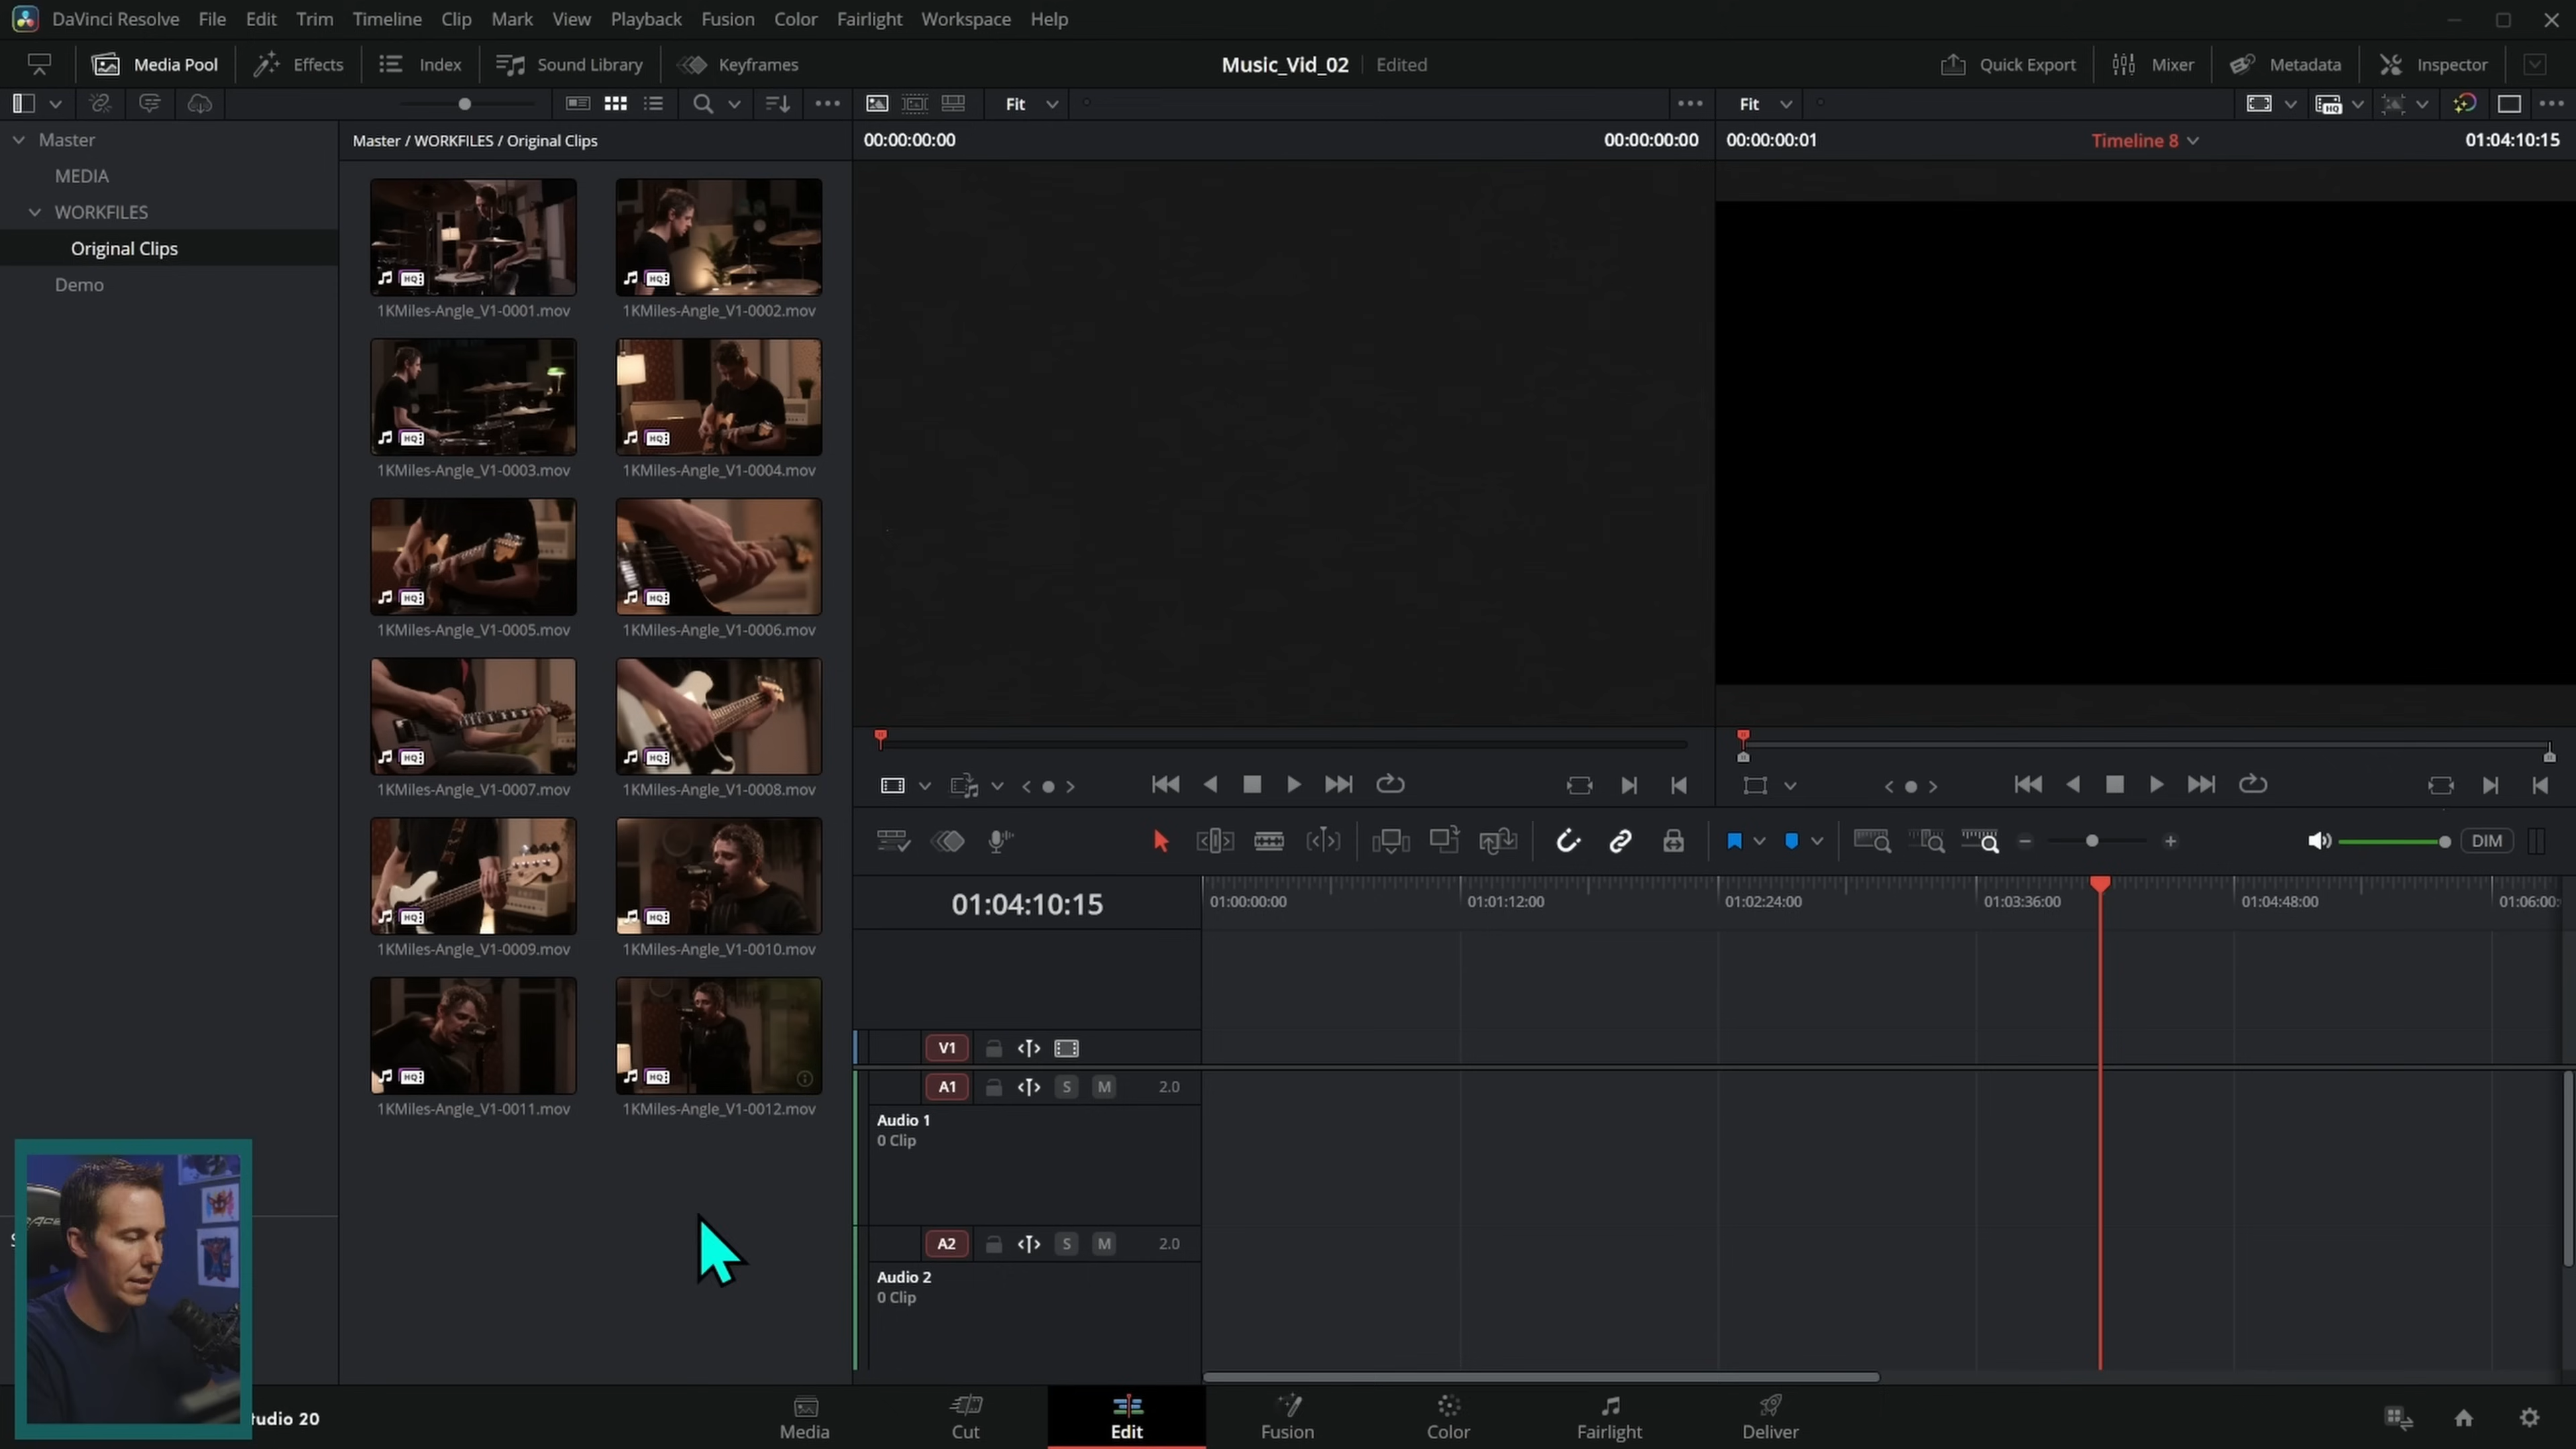 DaVinci Resolve File Edit Trim Timeline Clip Mark View Playback Fusion Color Fairlight Workspace Help
Media Pool Effects Index Sound Library Keyframes Music_Vid_02 Edited Quick Export Mixer Metadata Inspector
Fit Fit
Master Master / WORKFILES / Original Clips 00:00:00:00 00:00:00:00 00:00:00:01 Timeline 8 01:04:10:15
MEDIA
WORKFILES
Original Clips
Demo
1KMiles-Angle_V1-0001.mov 1KMiles-Angle_V1-0002.mov
1KMiles-Angle_V1-0003.mov 1KMiles-Angle_V1-0004.mov
1KMiles-Angle_V1-0005.mov 1KMiles-Angle_V1-0006.mov
1KMiles-Angle_V1-0007.mov 1KMiles-Angle_V1-0008.mov
1KMiles-Angle_V1-0009.mov 1KMiles-Angle_V1-0010.mov
1KMiles-Angle_V1-0011.mov 1KMiles-Angle_V1-0012.mov
DIM
01:04:10:15 01:00:00:00 01:01:12:00 01:02:24:00 01:03:36:00 01:04:48:00 01:06:00:
V1
A1 S M 2.0
Audio 1
0 Clip
A2 S M 2.0
Audio 2
0 Clip
tudio 20
Media Cut Edit Fusion Color Fairlight Deliver